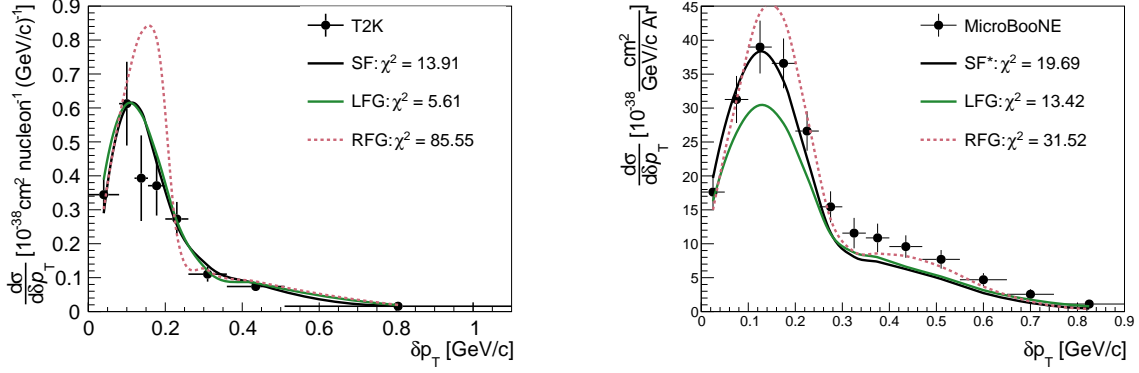 dσ/dδp_T [10^-38 cm^2 nucleon^-1 (GeV/c)^-1]
0.9
0.8
0.7
0.6
0.5
0.4
0.3
0.2
0.1
0
T2K
SF: χ^2 = 13.91
LFG: χ^2 = 5.61
RFG: χ^2 = 85.55
0 0.2 0.4 0.6 0.8 1
δp_T [GeV/c]
dσ/dδp_T [10^-38 cm^2/GeV/c Ar]
45
40
35
30
25
20
15
10
5
0
MicroBooNE
SF*: χ^2 = 19.69
LFG: χ^2 = 13.42
RFG: χ^2 = 31.52
0 0.1 0.2 0.3 0.4 0.5 0.6 0.7 0.8 0.9
δp_T [GeV/c]